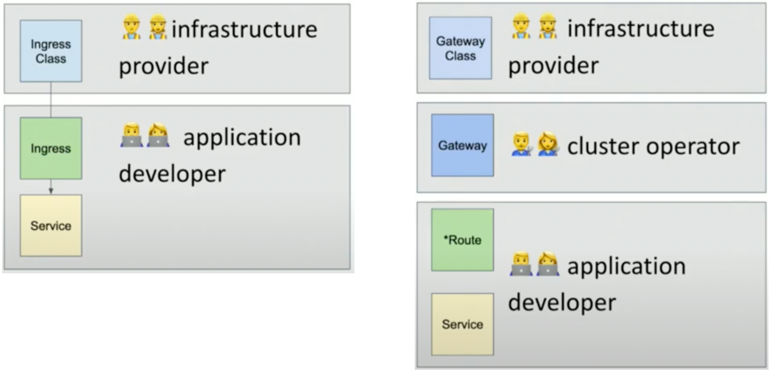 Ingress
Class
infrastructure
provider
Ingress
application
developer
Service
Gateway
Class
infrastructure
provider
Gateway
cluster operator
*Route
application
developer
Service